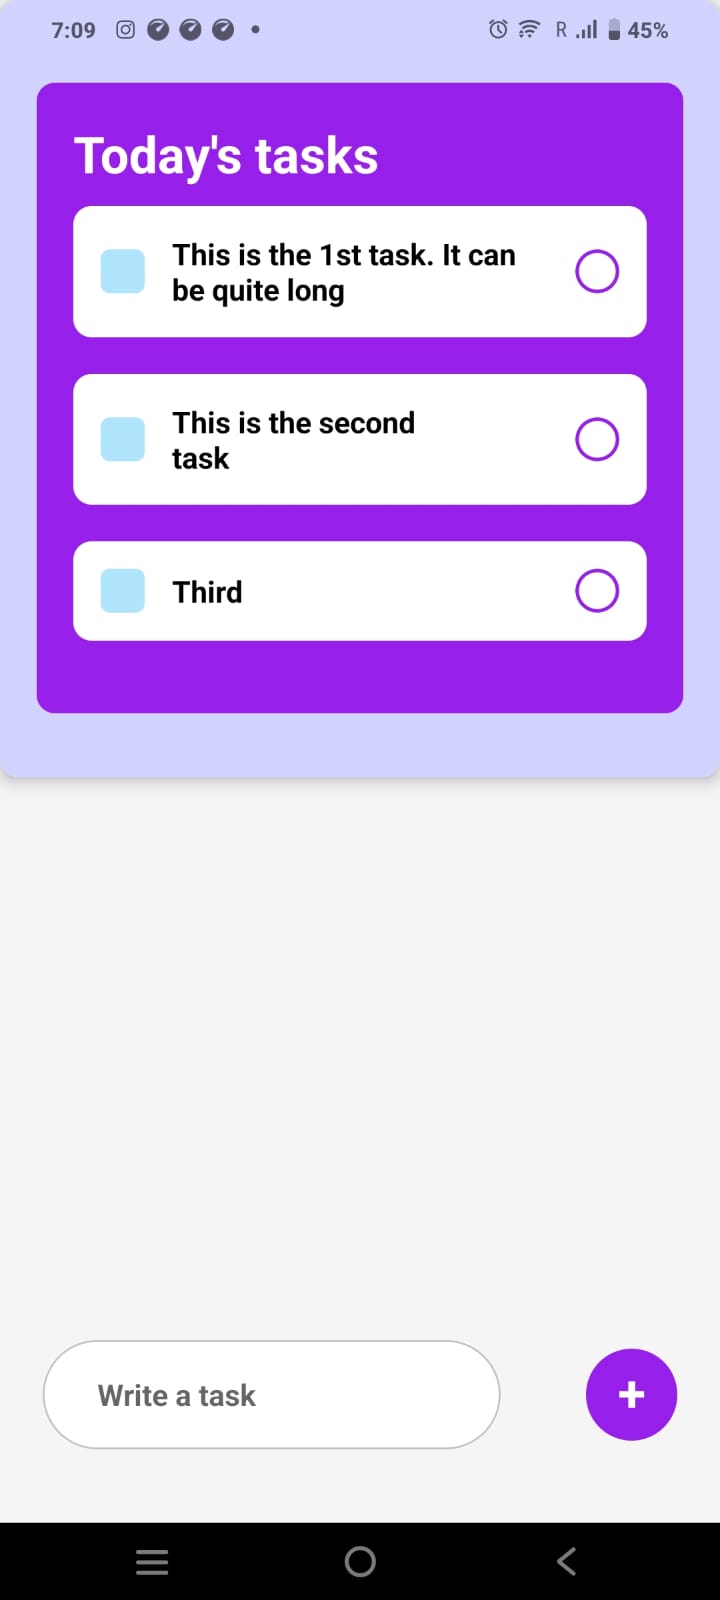 7:09
R
45%
Today's tasks
This is the 1st task. It can
be quite long
This is the second
task
Third
Write a task
+